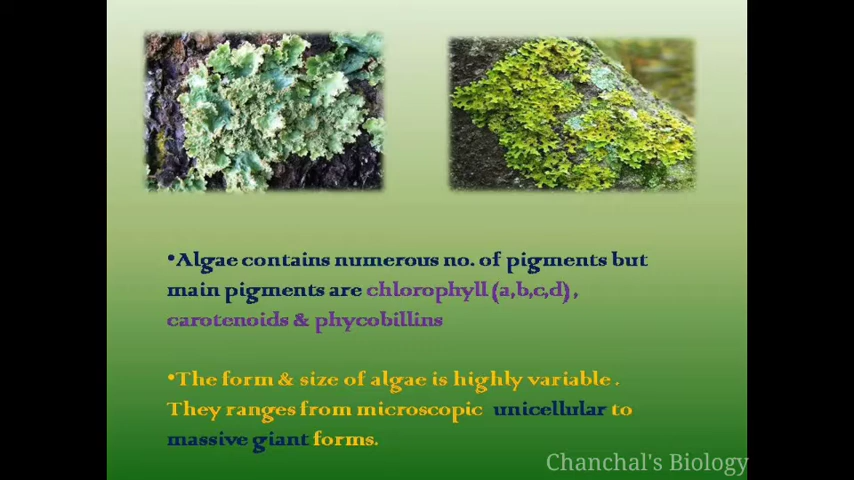 •Algae contains numerous no. of pigments but
main pigments are chlorophyll (a,b,c,d) ,
carotenoids & phycobillins
•The form & size of algae is highly variable .
They ranges from microscopic unicellular to
massive giant forms.
Chanchal's Biology